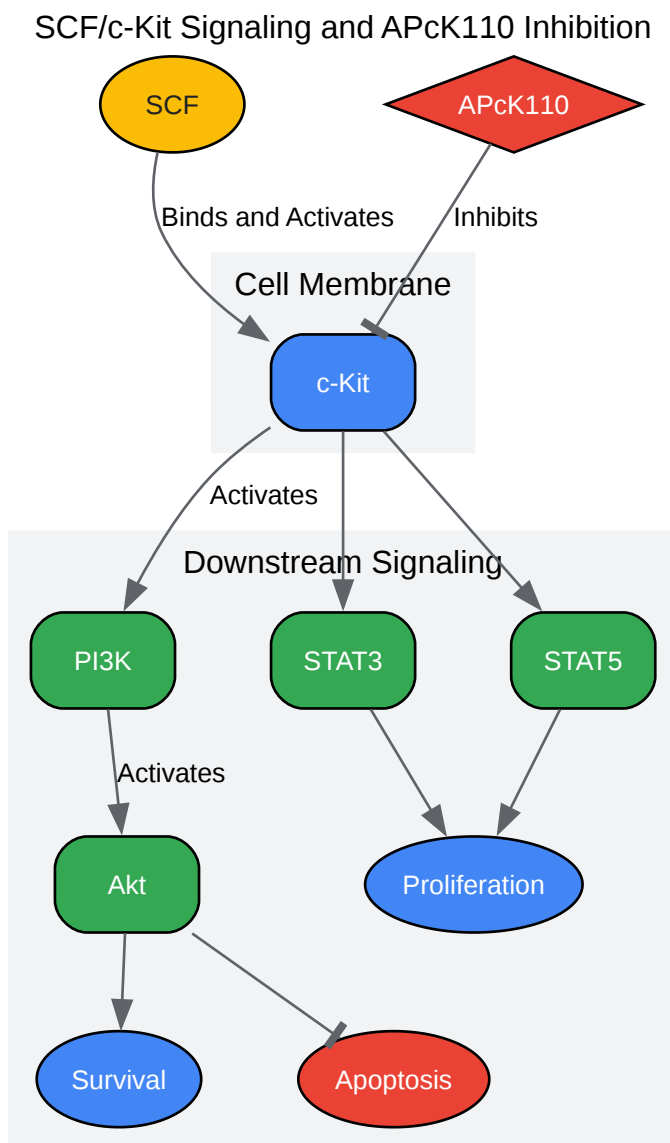 SCF/c-Kit Signaling and APcK110 Inhibition
SCF
APcK110
Binds and Activates
Inhibits
Cell Membrane
c-Kit
Activates
Downstream Signaling
PI3K
STAT3
STAT5
Activates
Akt
Proliferation
Survival
Apoptosis